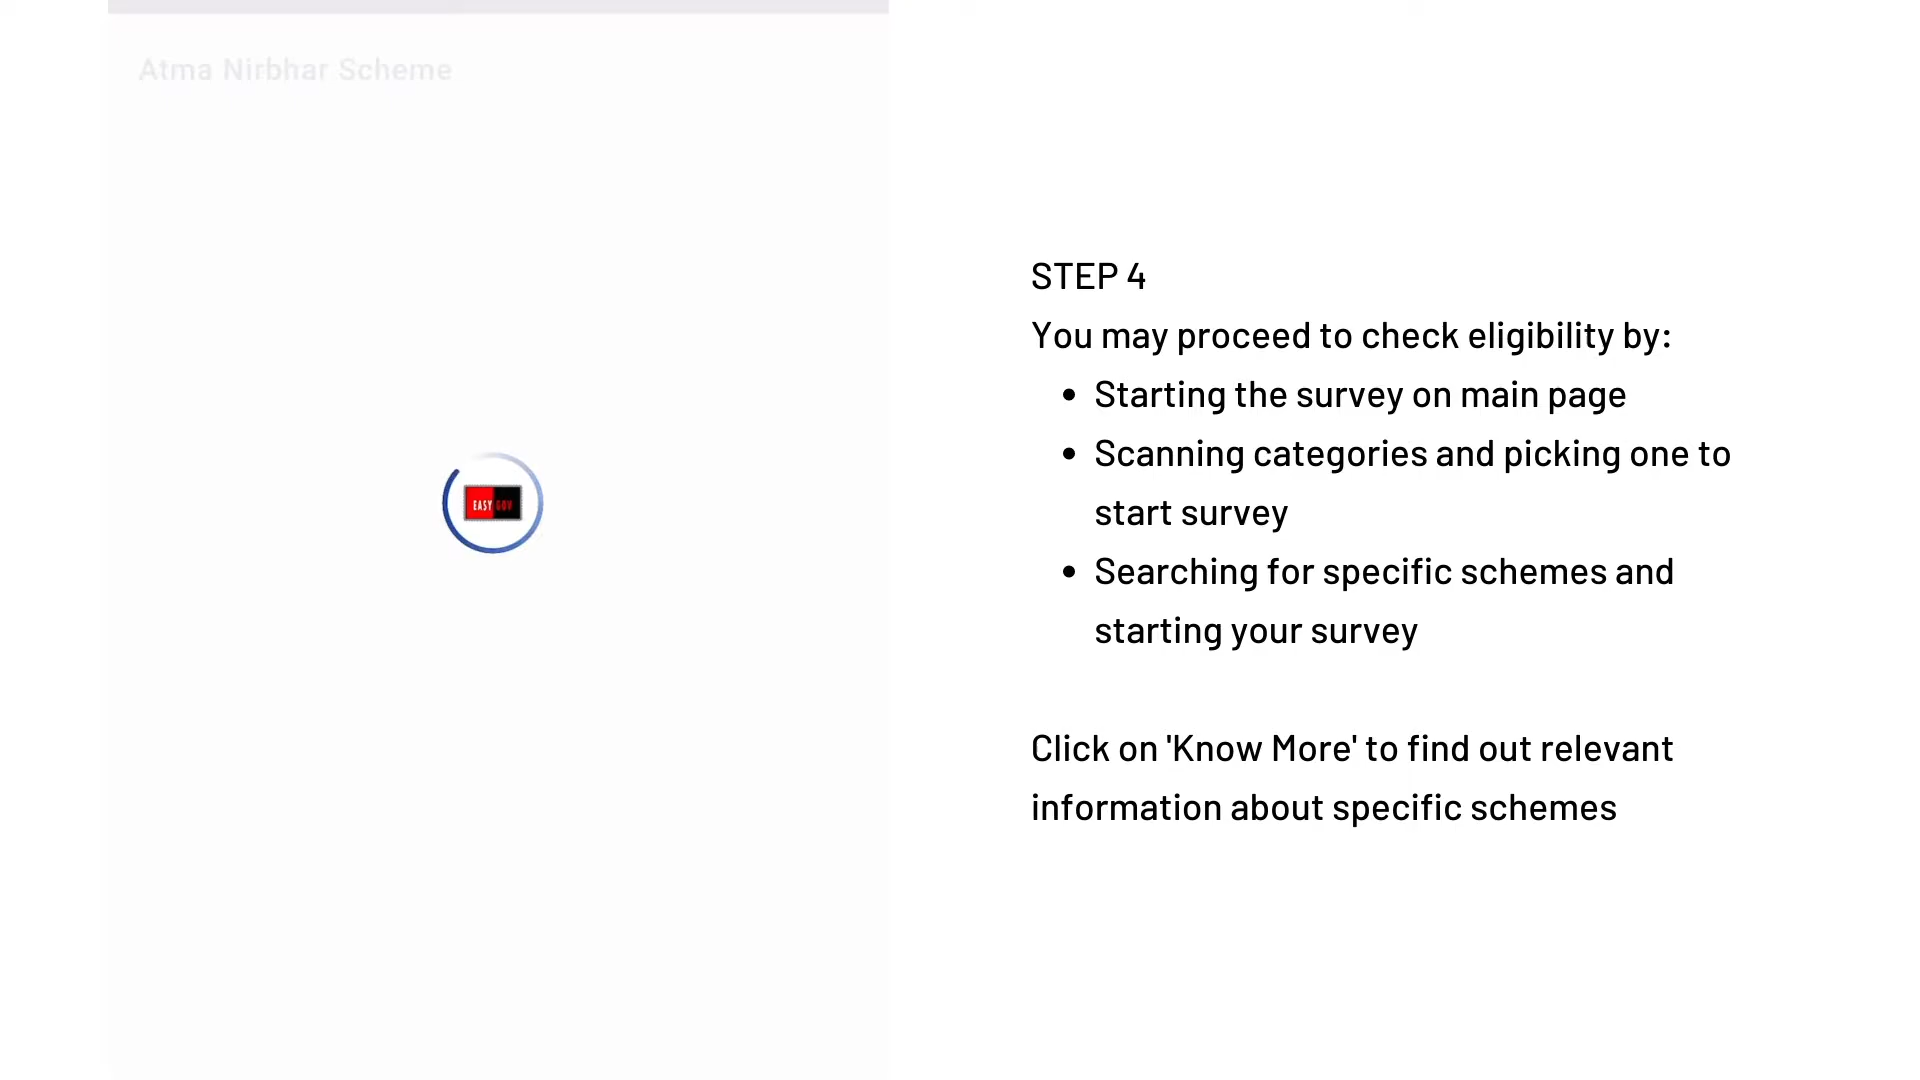 Atma Nirbhar Scheme
EASY GOV
STEP 4
You may proceed to check eligibility by:
• Starting the survey on main page
• Scanning categories and picking one to
start survey
• Searching for specific schemes and
starting your survey
Click on 'Know More' to find out relevant
information about specific schemes